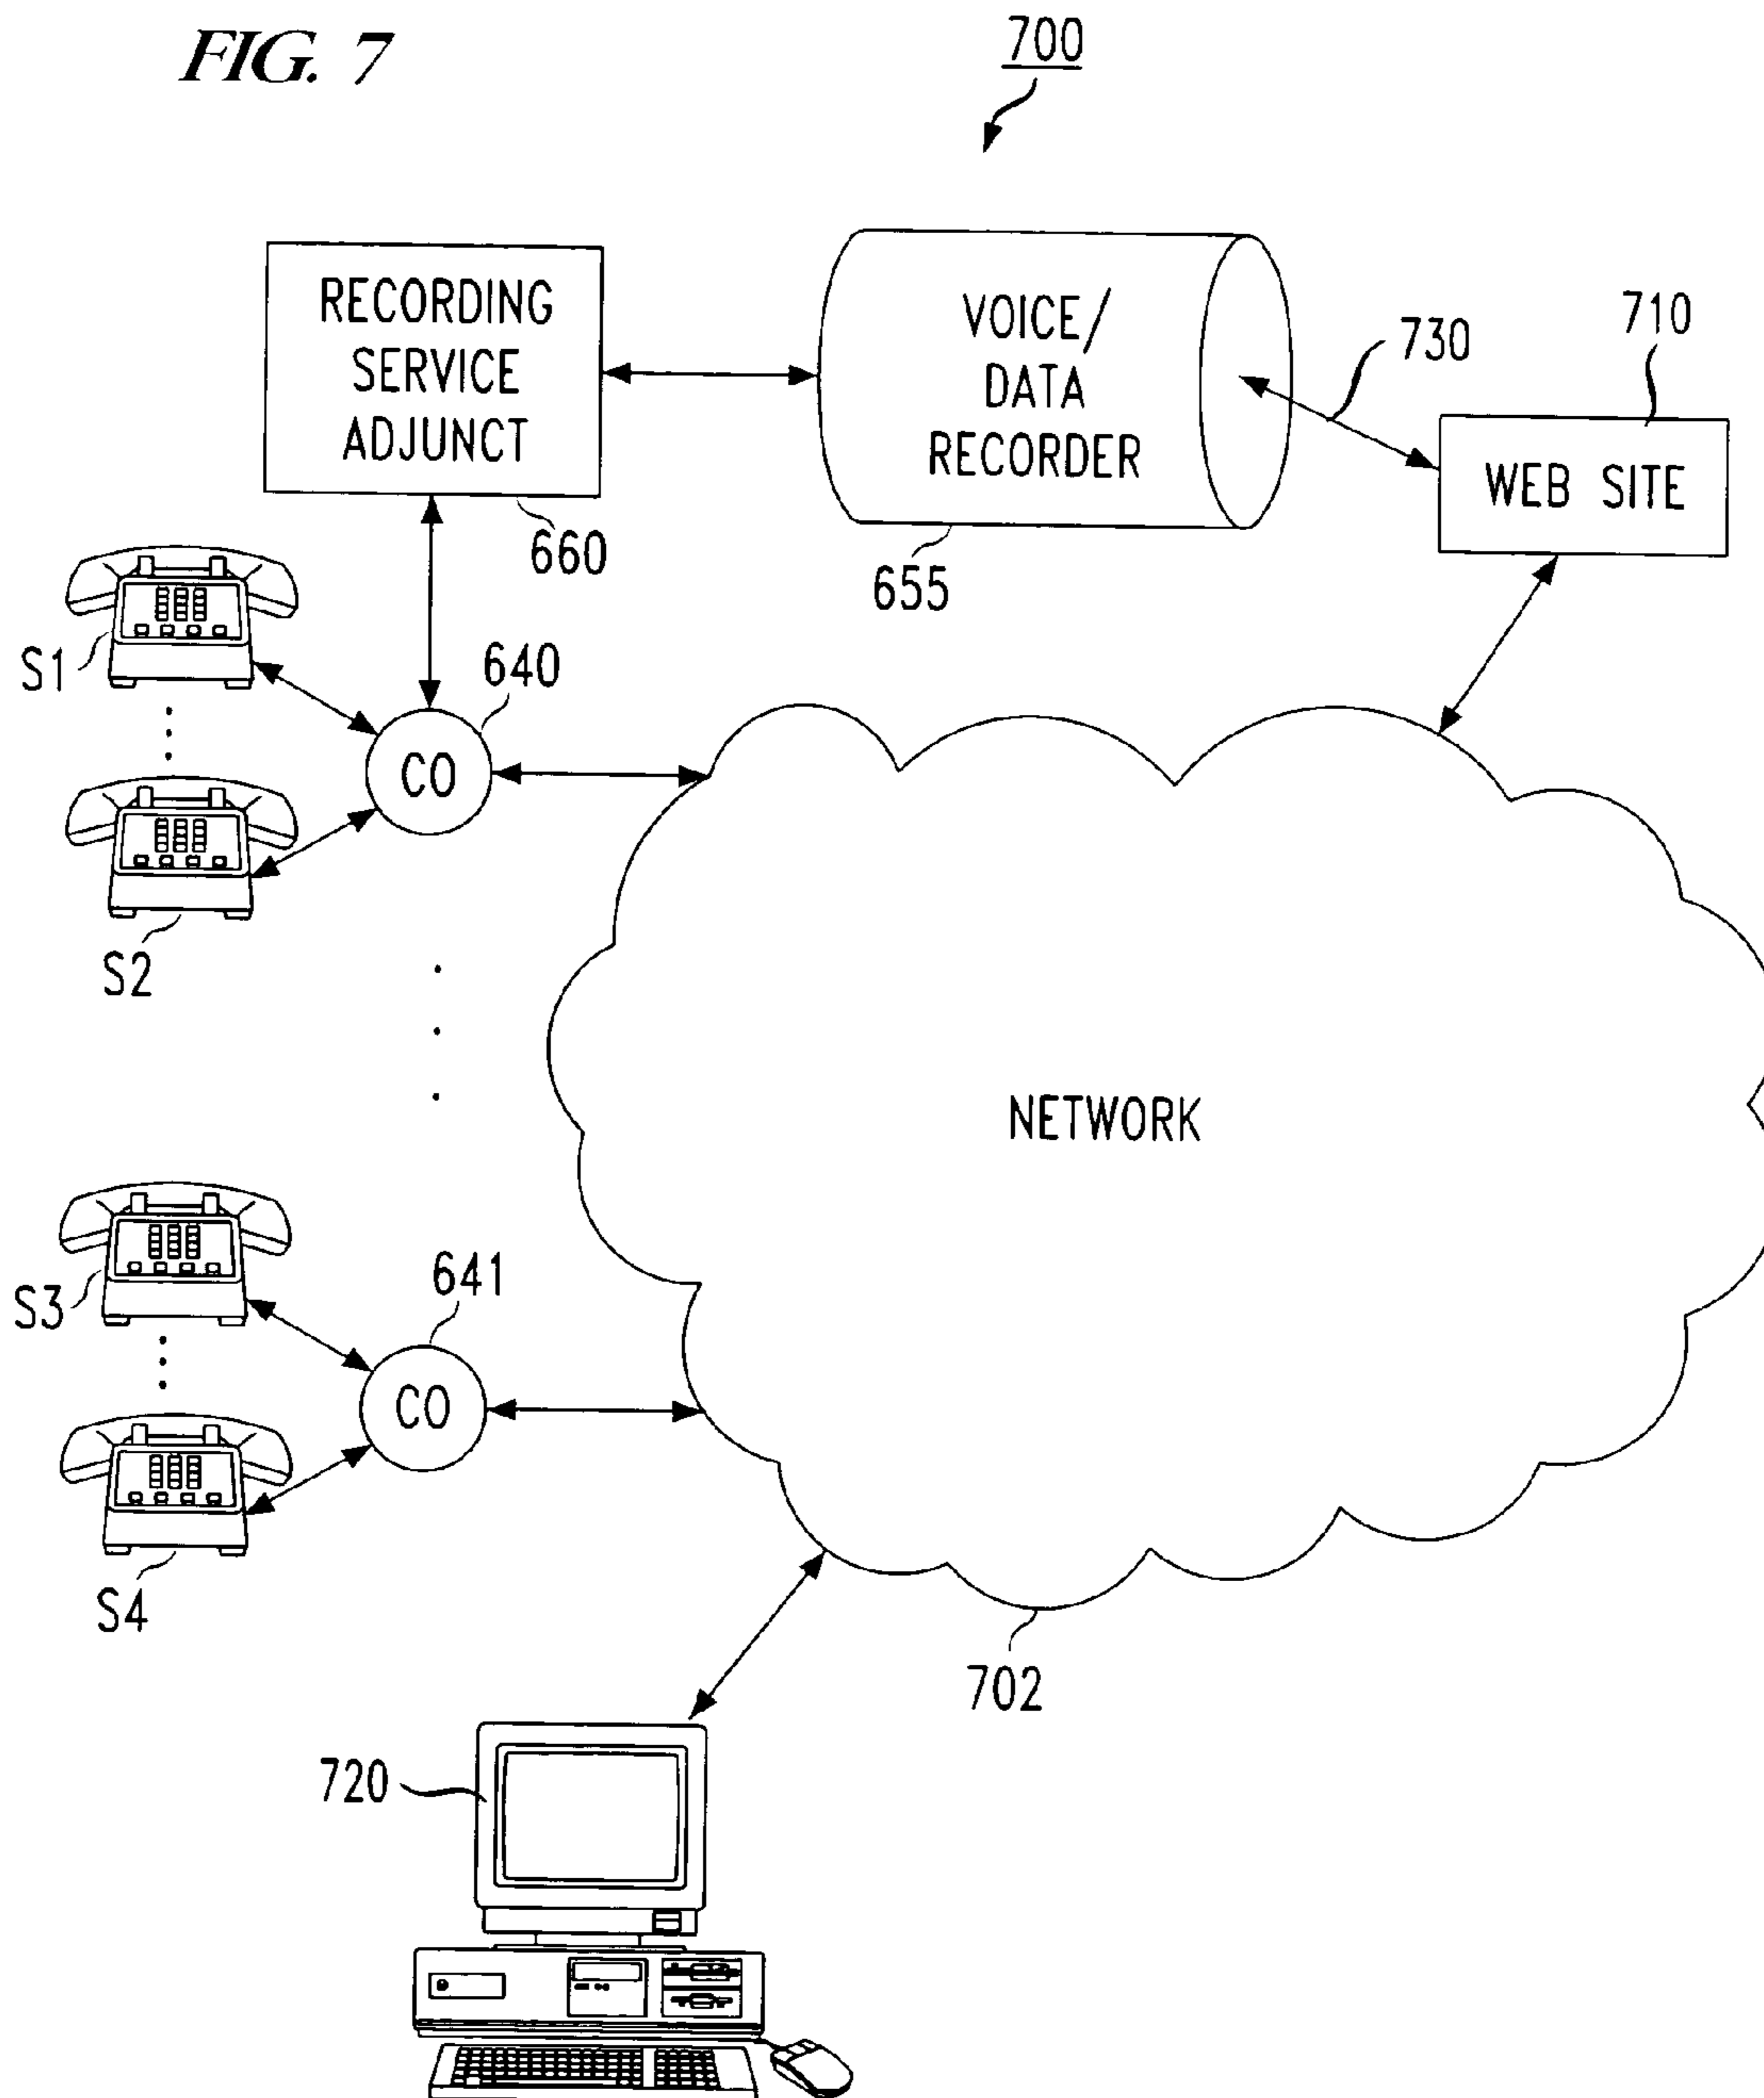 FIG. 7
700
RECORDING
SERVICE
ADJUNCT
660
VOICE/
DATA
RECORDER
655
730
710
WEB SITE
S1
640
CO
S2
NETWORK
S3
641
CO
S4
702
720